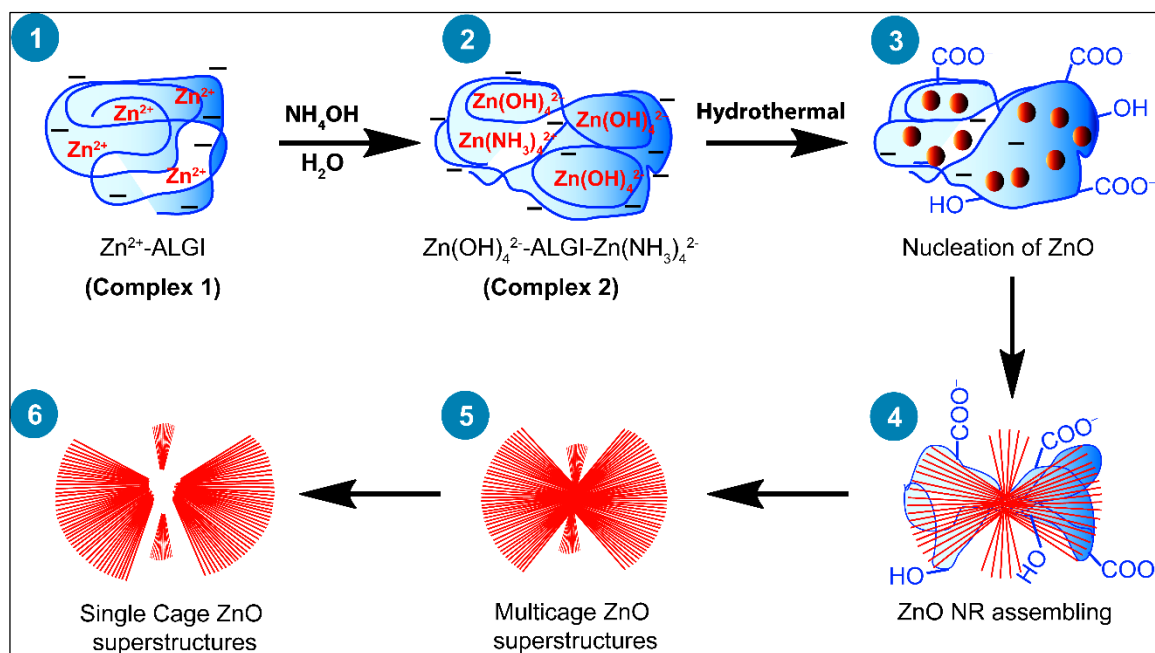 1
Zn²⁺
Zn²⁺
Zn²⁺
Zn²⁺
Zn²⁺-ALGI
(Complex 1)
NH₄OH
H₂O
2
Zn(OH)₄²⁻
Zn(OH)₄²⁻
Zn(NH₃)₄²⁺
Zn(OH)₄²
Zn(OH)₄²⁻-ALGI-Zn(NH₃)₄²⁻
(Complex 2)
Hydrothermal
3
COO
COO
OH
COO⁻
HO
Nucleation of ZnO
4
COO⁻
COO⁻
HO
HO
COO
ZnO NR assembling
5
Multicage ZnO
superstructures
6
Single Cage ZnO
superstructures